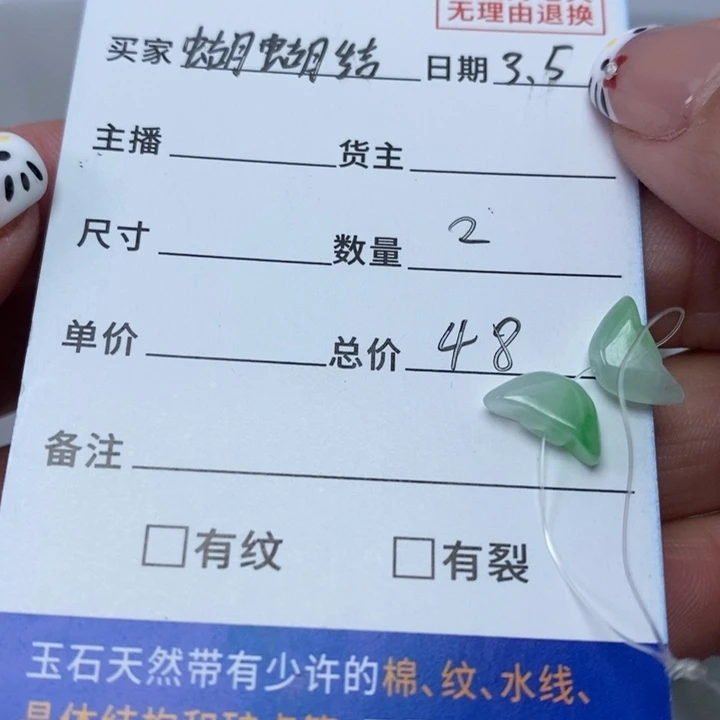 无理由退换
买家 蝴蝴结 日期 3.5
主播 货主
尺寸 数量 2
单价 总价 48
备注
□有纹 □有裂
玉石天然带有少许的棉、纹、水线、